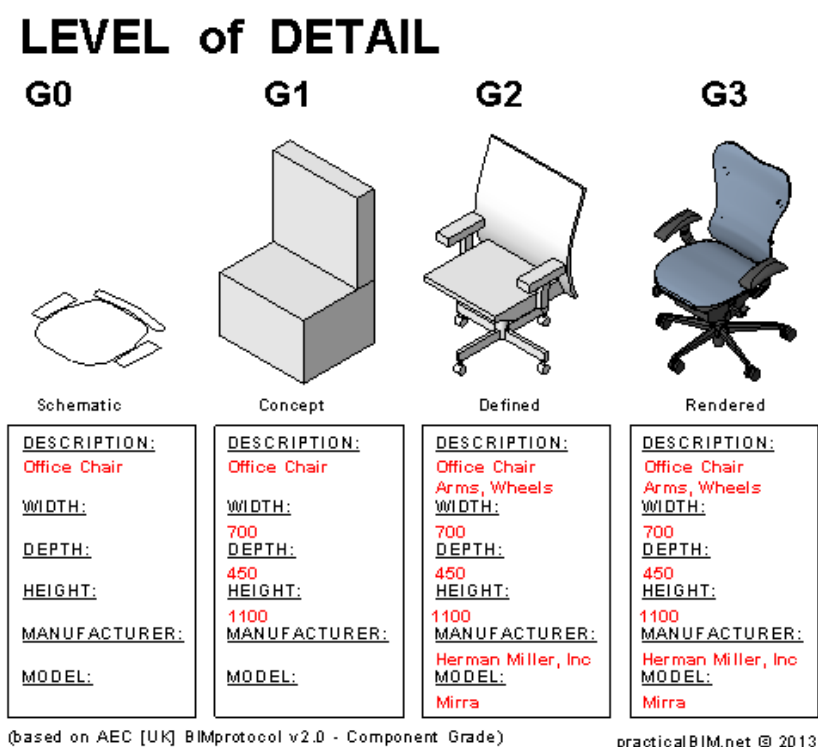 LEVEL of DETAIL
G0 G1 G2 G3
Schematic Concept Defined Rendered
DESCRIPTION:
Office Chair
WIDTH:
DEPTH:
HEIGHT:
MANUFACTURER:
MODEL:
DESCRIPTION:
Office Chair
WIDTH:
700
DEPTH:
450
HEIGHT:
1100
MANUFACTURER:
MODEL:
DESCRIPTION:
Office Chair
Arms, Wheels
WIDTH:
700
DEPTH:
450
HEIGHT:
1100
MANUFACTURER:
Herman Miller, Inc
MODEL:
Mirra
DESCRIPTION:
Office Chair
Arms, Wheels
WIDTH:
700
DEPTH:
450
HEIGHT:
1100
MANUFACTURER:
Herman Miller, Inc
MODEL:
Mirra
(based on AEC [UK] BIMprotocol v2.0 - Component Grade)
practicalBIM.net @ 2013